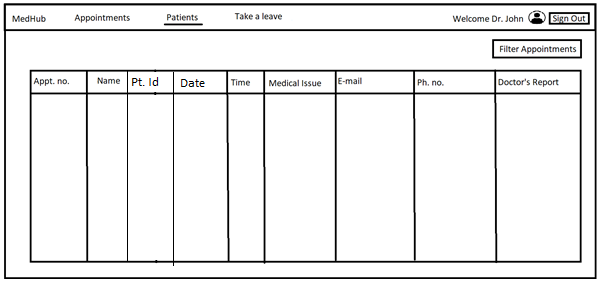 MedHub Appointments Patients Take a leave Welcome Dr. John Sign Out
Filter Appointments
Appt. no. Name Pt. Id Date Time Medical Issue E-mail Ph. no. Doctor's Report